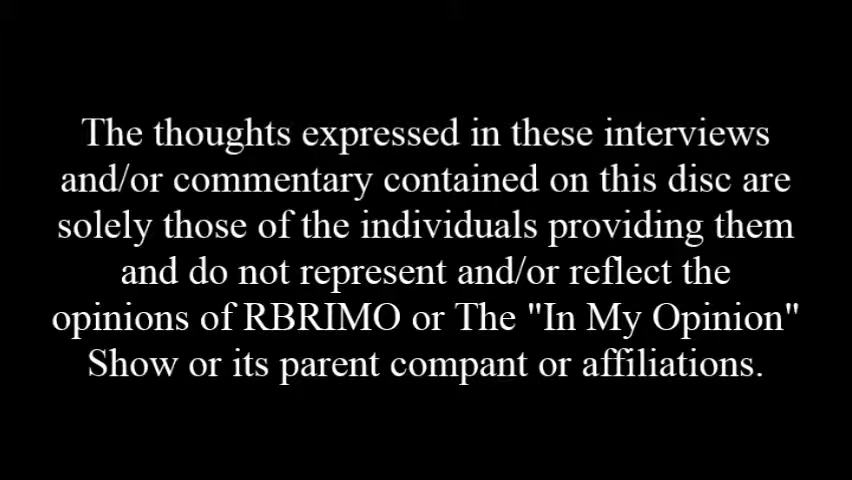 The thoughts expressed in these interviews
and/or commentary contained on this disc are
solely those of the individuals providing them
and do not represent and/or reflect the
opinions of RBRIMO or The "In My Opinion"
Show or its parent compant or affiliations.